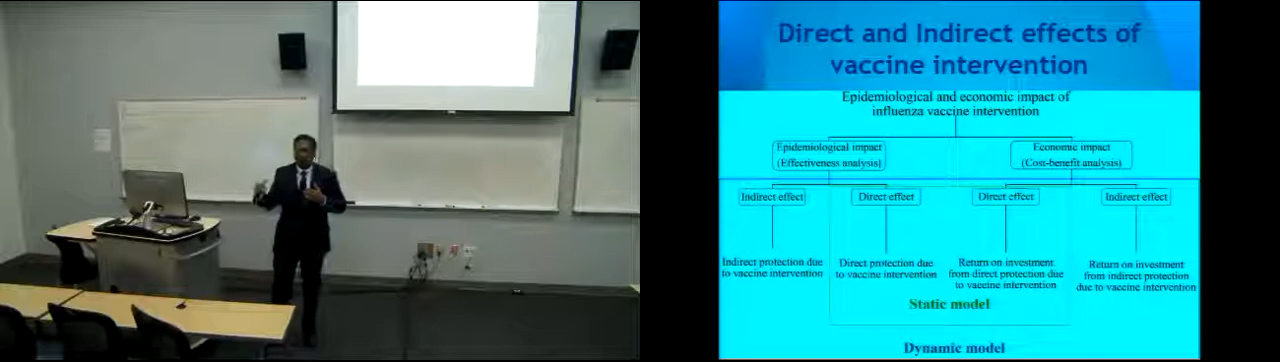 Direct and Indirect effects of
vaccine intervention
Epidemiological and economic impact of
influenza vaccine intervention
Epidemiological impact
(Effectiveness analysis)
Economic impact
(Cost-benefit analysis)
Indirect effect
Direct effect
Direct effect
Indirect effect
Indirect protection due
to vaccine intervention
Direct protection due
to vaccine intervention
Return on investment
from direct protection due
to vaccine intervention
Return on investment
from indirect protection
due to vaccine intervention
Static model
Dynamic model